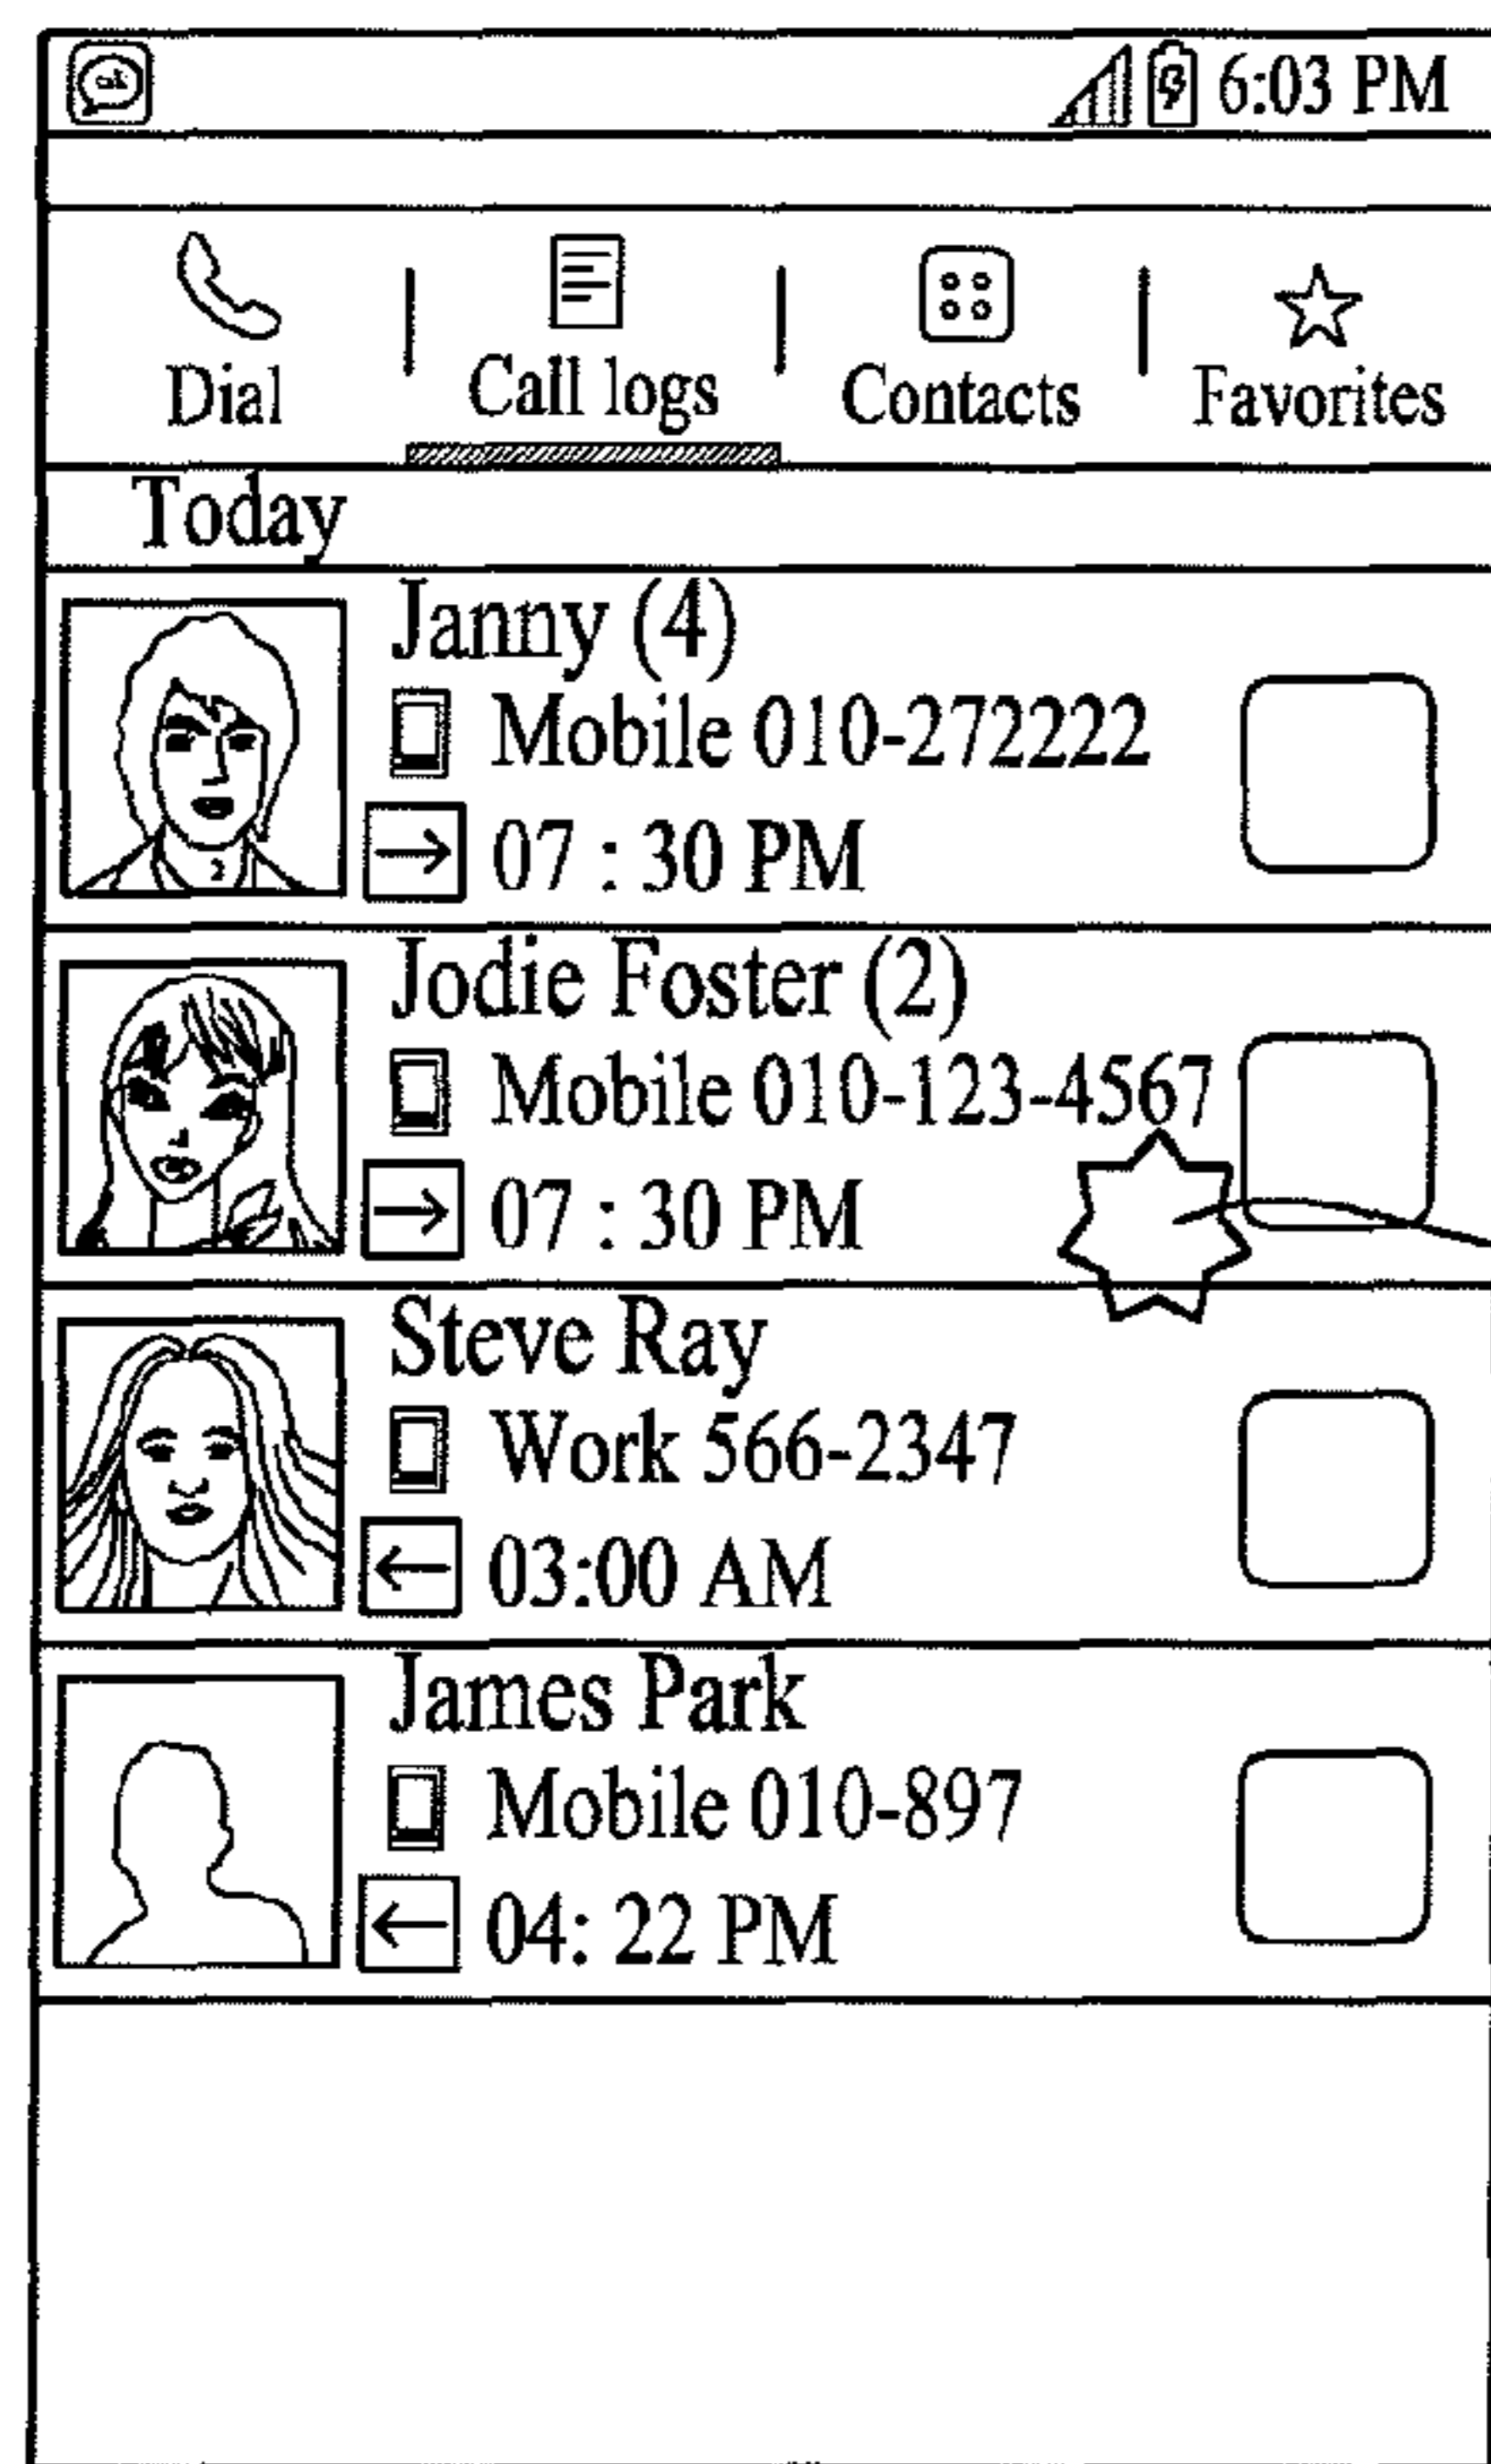 talk
6:03 PM
Dial
Call logs
Contacts
Favorites
Today
Janny (4)
Mobile 010-272222
07 : 30 PM
Jodie Foster (2)
Mobile 010-123-4567
07 : 30 PM
Steve Ray
Work 566-2347
03:00 AM
James Park
Mobile 010-897
04: 22 PM